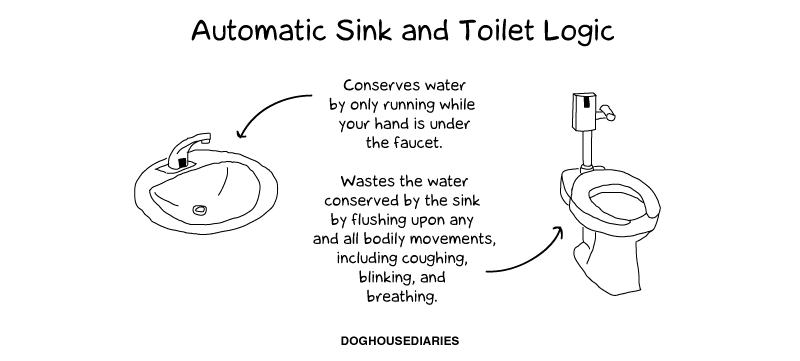 Automatic Sink and Toilet Logic
Conserves water
by only running while
your hand is under
the faucet.
Wastes the water
conserved by the sink
by flushing upon any
and all bodily movements,
including coughing,
blinking, and
breathing.
DOGHOUSEDIARIES